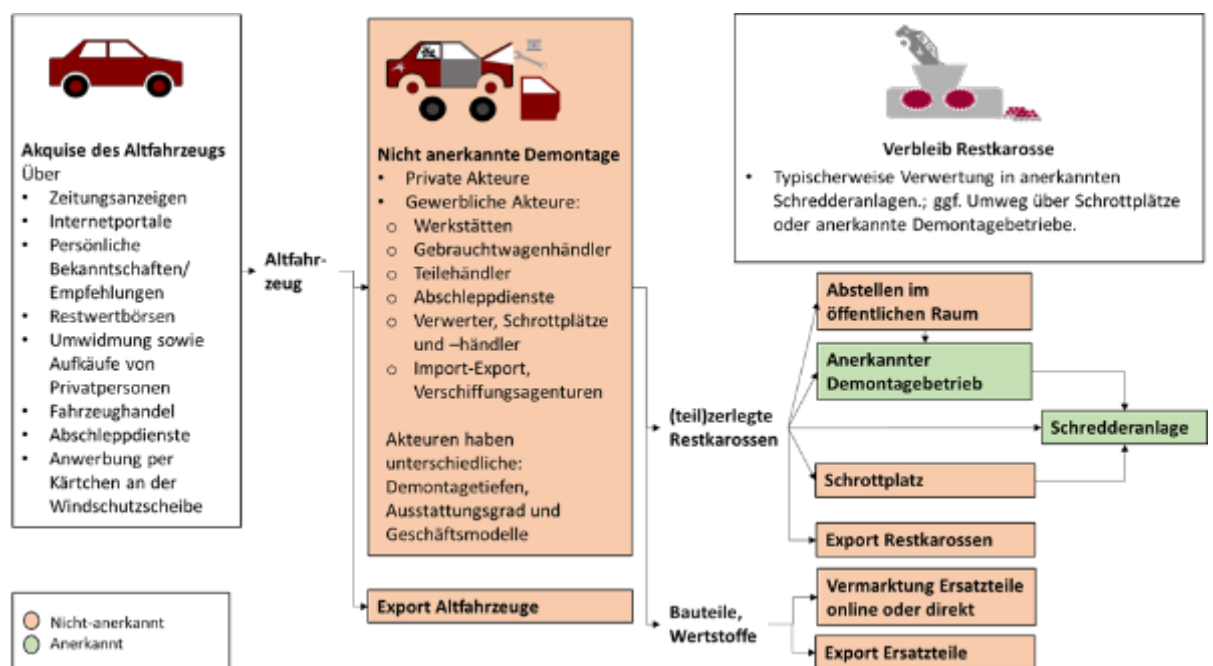 Akquise des Altfahrzeugs
Über
• Zeitungsanzeigen
• Internetportale
• Persönliche
Bekanntschaften/
Empfehlungen
• Restwertbörsen
• Umwidmung sowie
Aufkäufe von
Privatpersonen
• Fahrzeughandel
• Abschleppdienste
• Anwerbung per
Kärtchen an der
Windschutzscheibe
Altfahr-
zeug
Nicht anerkannte Demontage
• Private Akteure
• Gewerbliche Akteure:
o Werkstätten
o Gebrauchtwagenhändler
o Teilehändler
o Abschleppdienste
o Verwerter, Schrottplätze
und –händler
o Import-Export,
Verschiffungsagenturen
Akteuren haben
unterschiedliche:
Demontagetiefen,
Ausstattungsgrad und
Geschäftsmodelle
Export Altfahrzeuge
Verbleib Restkarosse
• Typischerweise Verwertung in anerkannten
Schredderanlagen.; ggf. Umweg über Schrottplätze
oder anerkannte Demontagebetriebe.
(teil)zerlegte
Restkarossen
Abstellen im
öffentlichen Raum
Anerkannter
Demontagebetrieb
Schredderanlage
Schrottplatz
Export Restkarossen
Bauteile,
Wertstoffe
Vermarktung Ersatzteile
online oder direkt
Export Ersatzteile
Nicht-anerkannt
Anerkannt